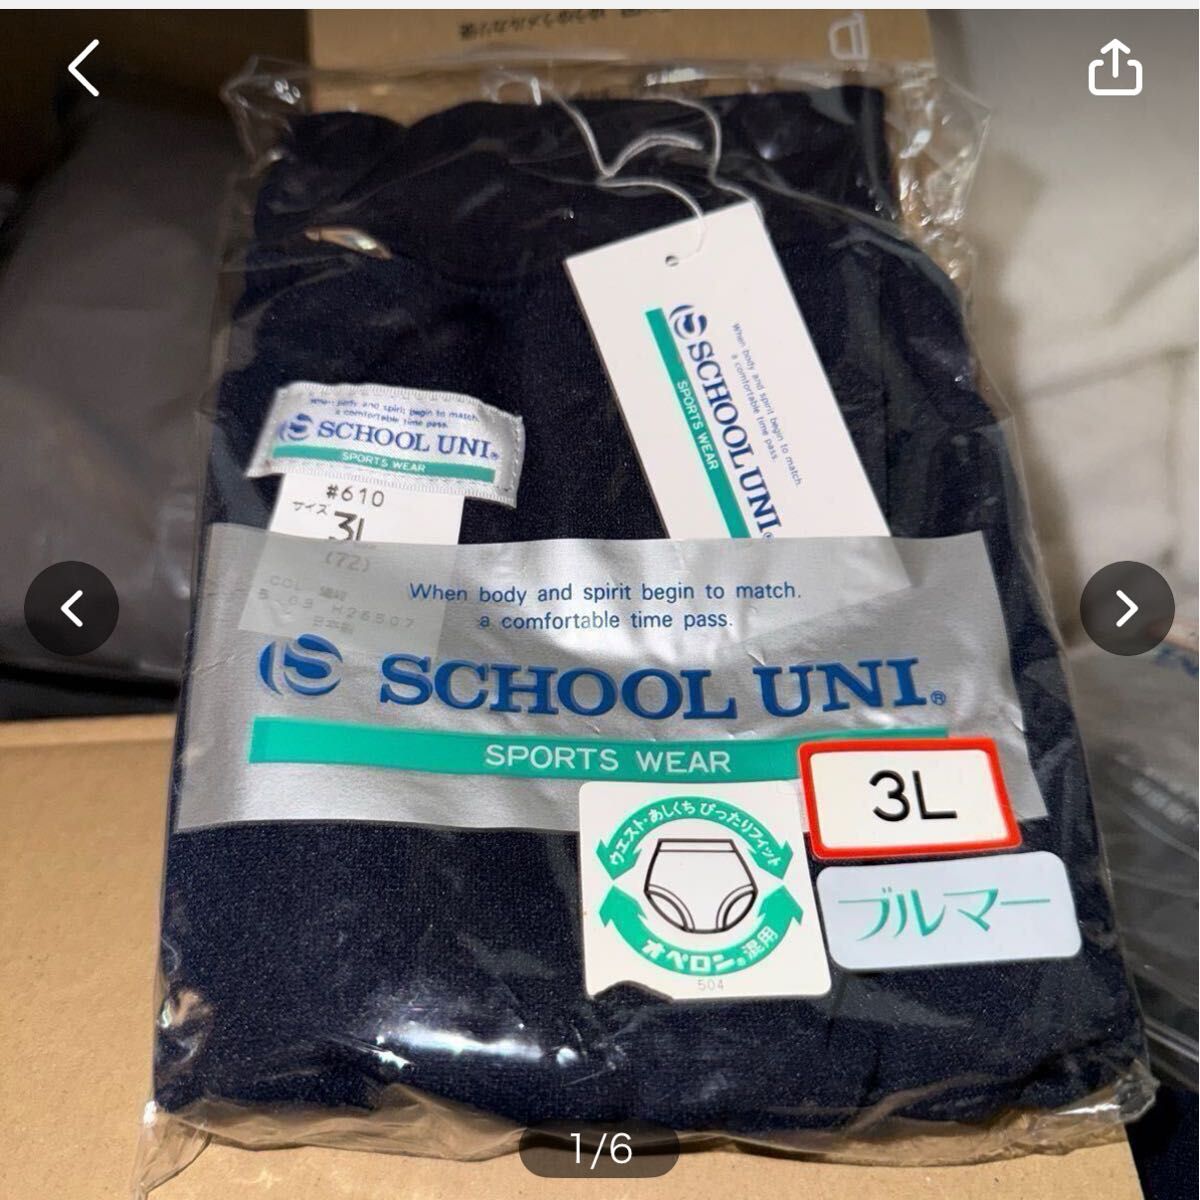 When body and spirit begin to match.
a comfortable time pass.
SCHOOL UNI
SPORTS WEAR
when body and spirit begin to match.
a comfortable time pass.
SCHOOL UNI®
SPORTS WEAR
#610
サイズ 3L
(72)
COL 濃紺
When body and spirit begin to match.
a comfortable time pass.
SCHOOL UNI®
SPORTS WEAR
3L
ウエスト・あしくち ぴったりフィット
オペロン®混用
504
ブルマー
1/6